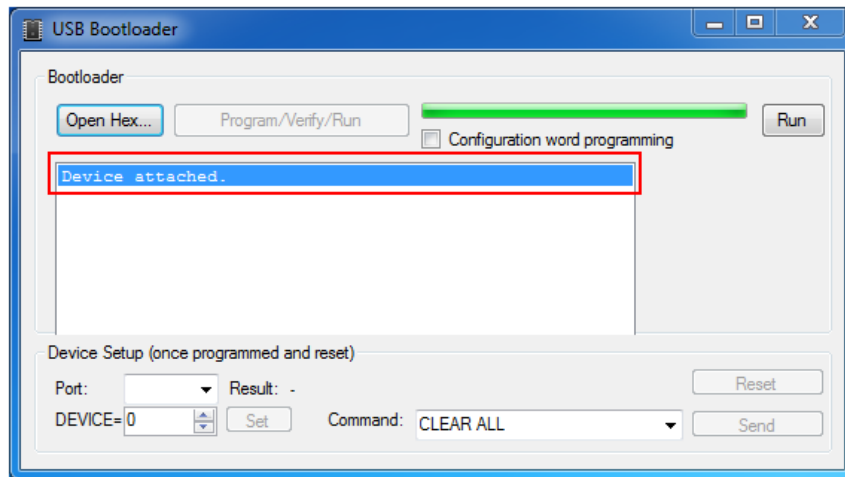 USB Bootloader
Bootloader
Open Hex... Program/Verify/Run Run
Configuration word programming
Device attached.
Device Setup (once programmed and reset)
Port: Result: - Reset
DEVICE= 0 Set Command: CLEAR ALL Send